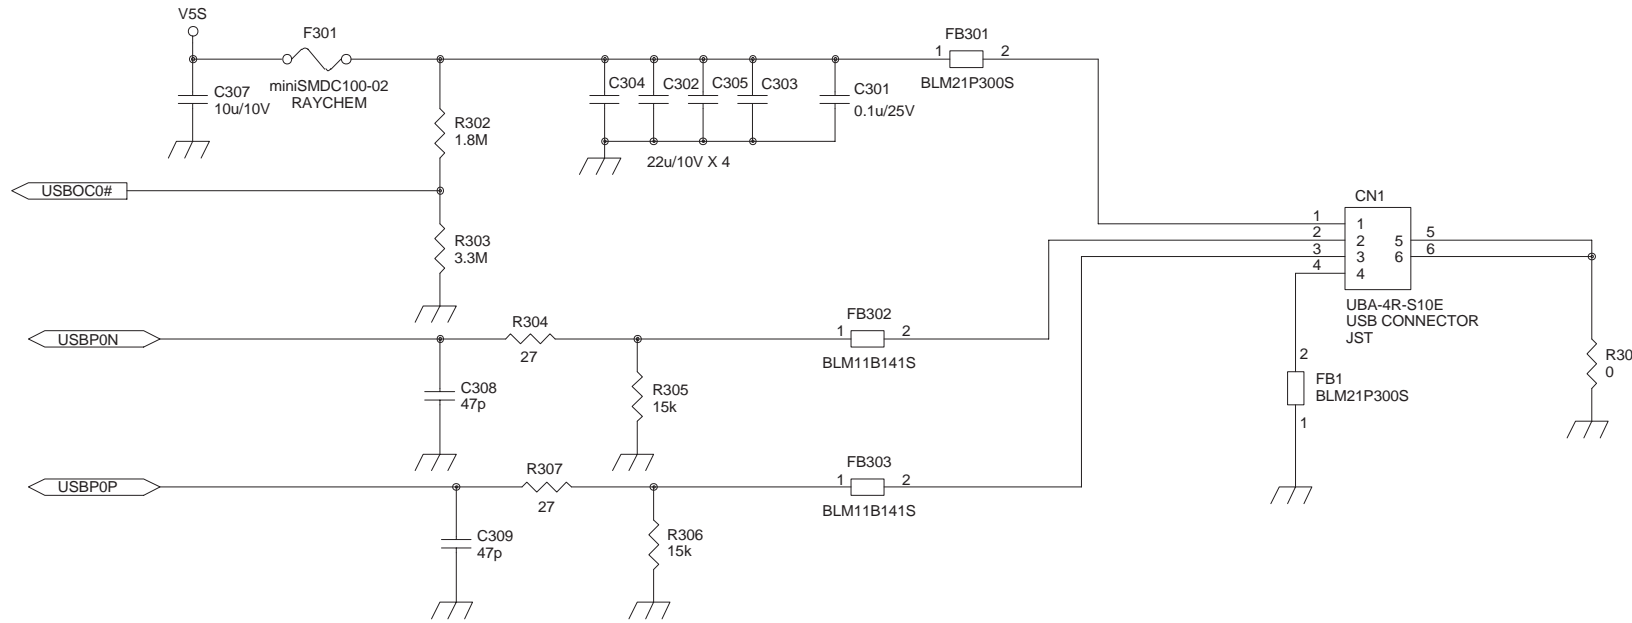 V5S
F301
miniSMDC100-02
RAYCHEM
C307
10u/10V
R302
1.8M
C304
C302
C305
C303
C301
0.1u/25V
22u/10V X 4
FB301
1
2
BLM21P300S
USBOC0#
R303
3.3M
CN1
1
2
3
4
1
2
3
4
5
6
5
6
UBA-4R-S10E
USB CONNECTOR
JST
USBP0N
R304
27
C308
47p
R305
15k
FB302
1
2
BLM11B141S
2
FB1
BLM21P300S
1
R30
0
USBP0P
R307
27
C309
47p
R306
15k
FB303
1
2
BLM11B141S